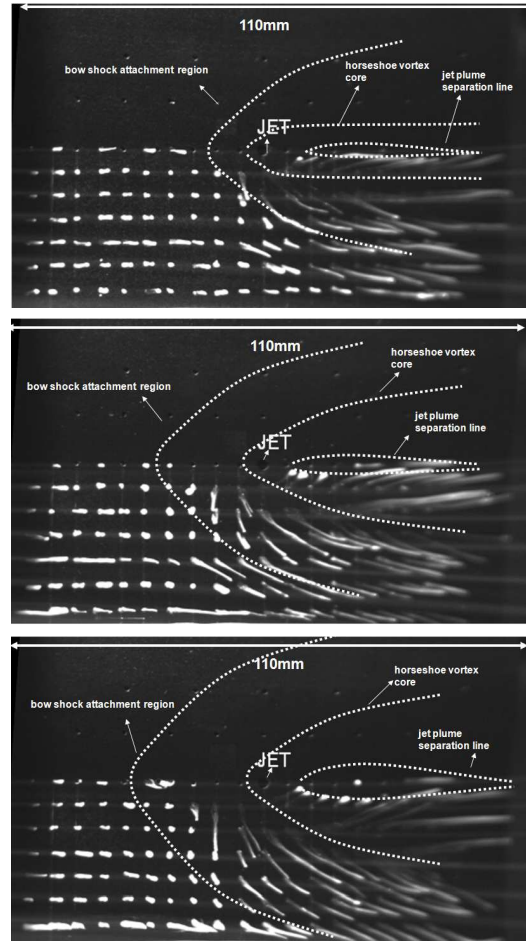 110mm
bow shock attachment region
horseshoe vortex
core
jet plume
separation line
JET
110mm
horseshoe vortex
core
bow shock attachment region
jet plume
separation line
JET
110mm
horseshoe vortex
core
bow shock attachment region
jet plume
separation line
JET